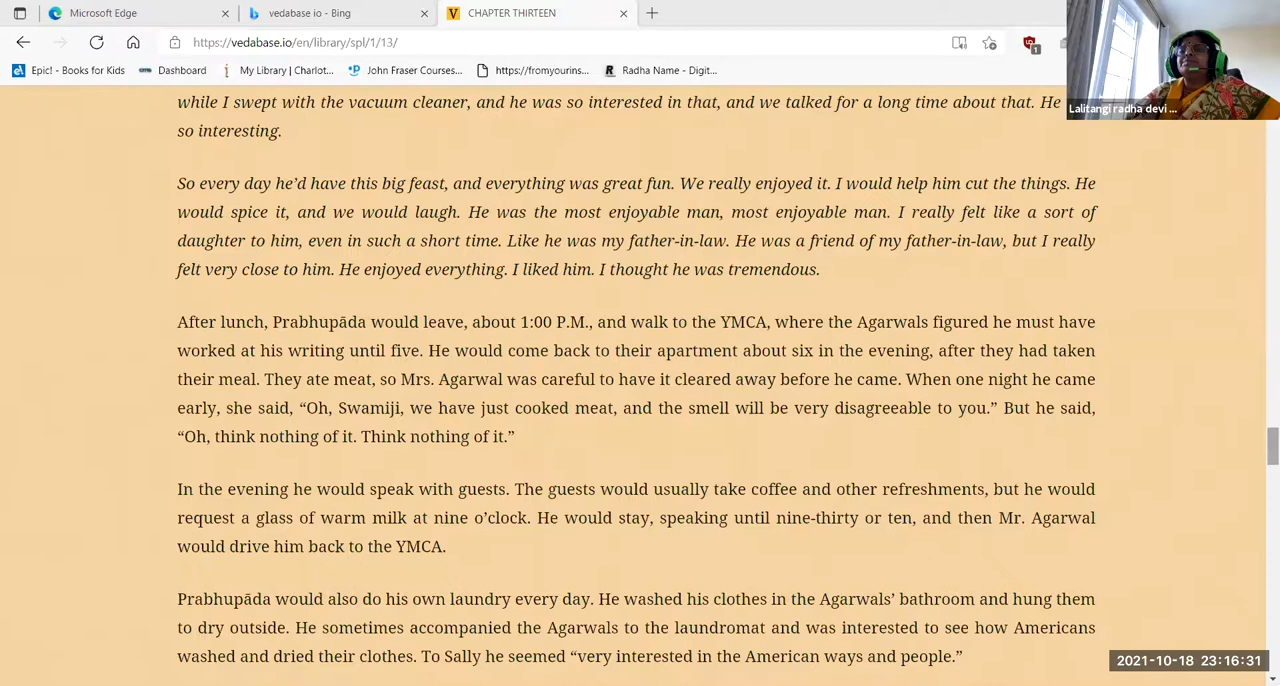 Microsoft Edge
vedabase io - Bing
CHAPTER THIRTEEN
https://vedabase.io/en/library/spl/1/13/
1
Epic! - Books for Kids
Dashboard
My Library | Charlot...
John Fraser Courses...
https://fromyourins...
Radha Name - Digit...
Lalitangi radha devi ...
while I swept with the vacuum cleaner, and he was so interested in that, and we talked for a long time about that. He
so interesting.
So every day he’d have this big feast, and everything was great fun. We really enjoyed it. I would help him cut the things. He
would spice it, and we would laugh. He was the most enjoyable man, most enjoyable man. I really felt like a sort of
daughter to him, even in such a short time. Like he was my father-in-law. He was a friend of my father-in-law, but I really
felt very close to him. He enjoyed everything. I liked him. I thought he was tremendous.
After lunch, Prabhupāda would leave, about 1:00 P.M., and walk to the YMCA, where the Agarwals figured he must have
worked at his writing until five. He would come back to their apartment about six in the evening, after they had taken
their meal. They ate meat, so Mrs. Agarwal was careful to have it cleared away before he came. When one night he came
early, she said, “Oh, Swamiji, we have just cooked meat, and the smell will be very disagreeable to you.” But he said,
“Oh, think nothing of it. Think nothing of it.”
In the evening he would speak with guests. The guests would usually take coffee and other refreshments, but he would
request a glass of warm milk at nine o’clock. He would stay, speaking until nine-thirty or ten, and then Mr. Agarwal
would drive him back to the YMCA.
Prabhupāda would also do his own laundry every day. He washed his clothes in the Agarwals’ bathroom and hung them
to dry outside. He sometimes accompanied the Agarwals to the laundromat and was interested to see how Americans
washed and dried their clothes. To Sally he seemed “very interested in the American ways and people.”
2021-10-18 23:16:31